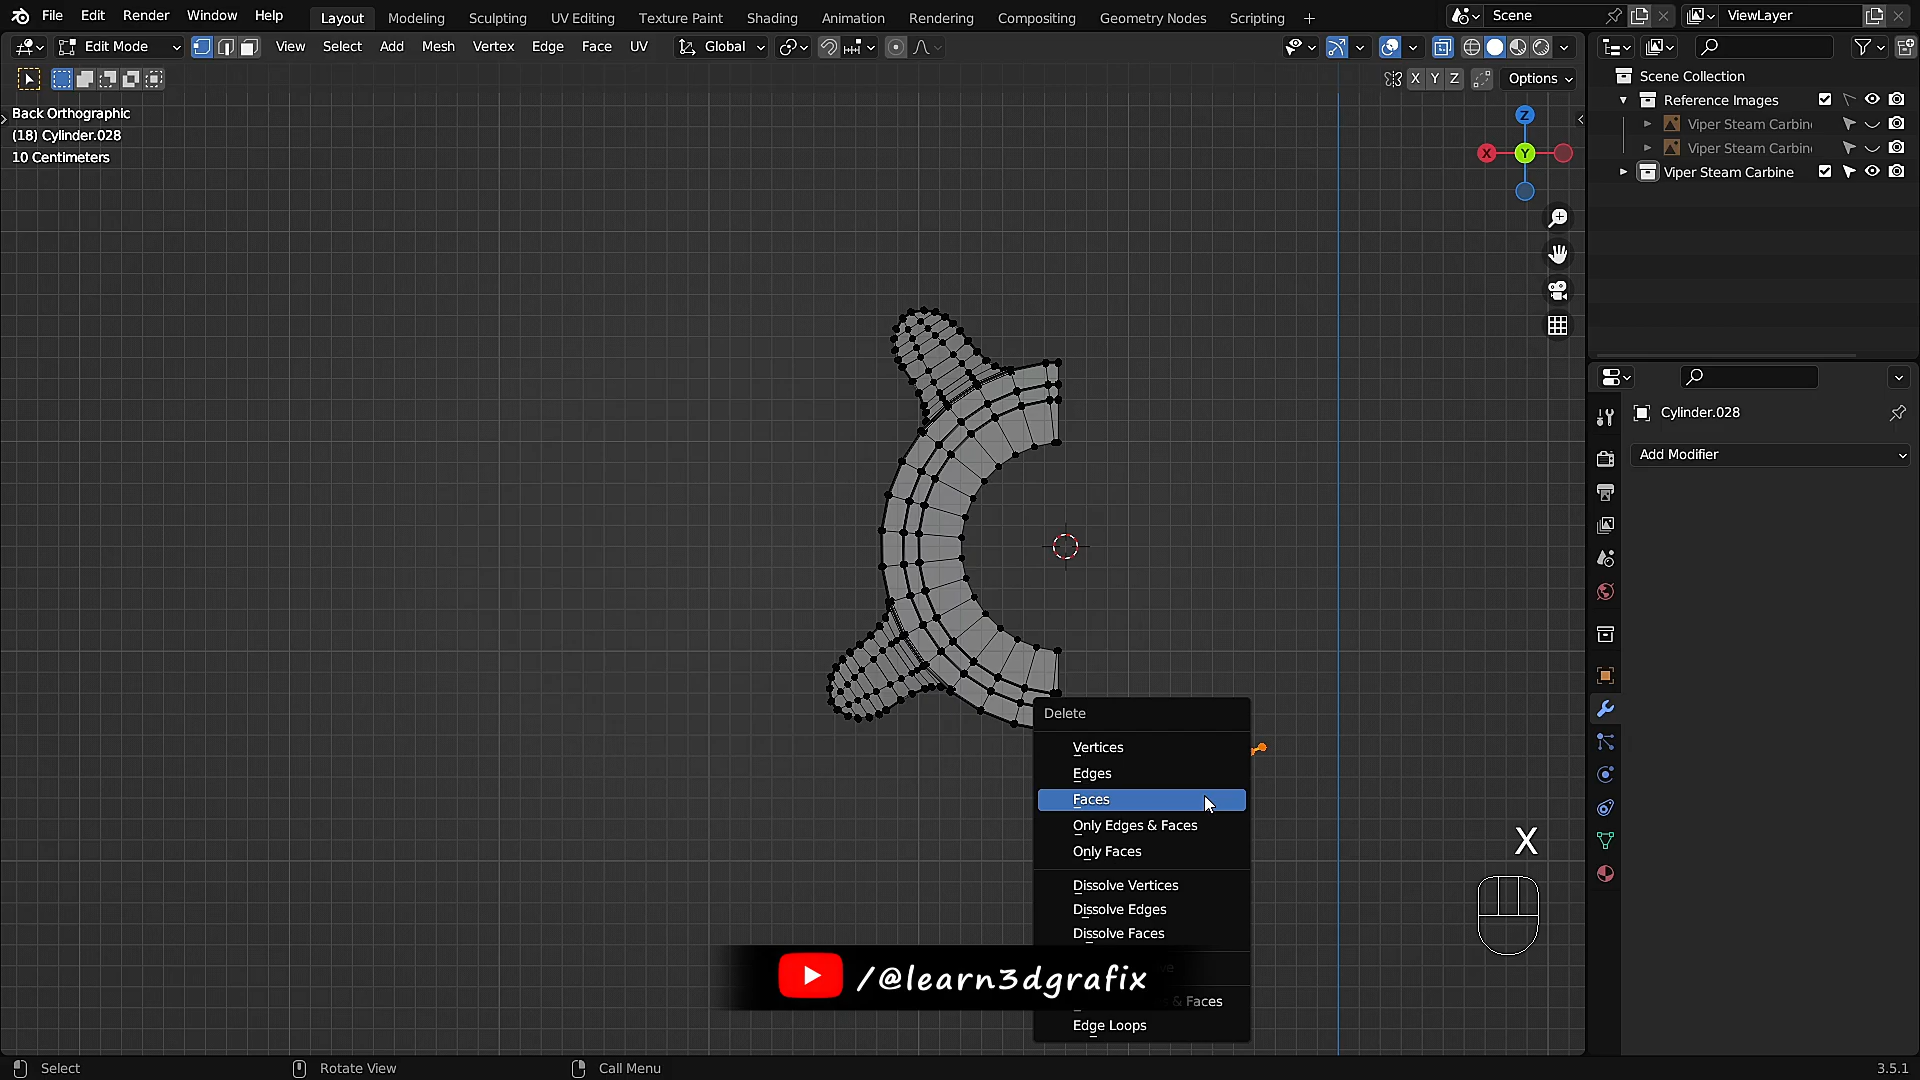 File Edit Render Window Help Layout Modeling Sculpting UV Editing Texture Paint Shading Animation Rendering Compositing Geometry Nodes Scripting + Scene ViewLayer
Edit Mode View Select Add Mesh Vertex Edge Face UV Global
X Y Z Options
Back Orthographic
(18) Cylinder.028
10 Centimeters
Z
X Y
Scene Collection
Reference Images
Viper Steam Carbin
Viper Steam Carbin
Viper Steam Carbine
Cylinder.028
Add Modifier
Delete
Vertices
Edges
Faces
Only Edges & Faces
Only Faces
Dissolve Vertices
Dissolve Edges
Dissolve Faces
& Faces
Edge Loops
X
/@learn3dgrafix
Select Rotate View Call Menu 3.5.1